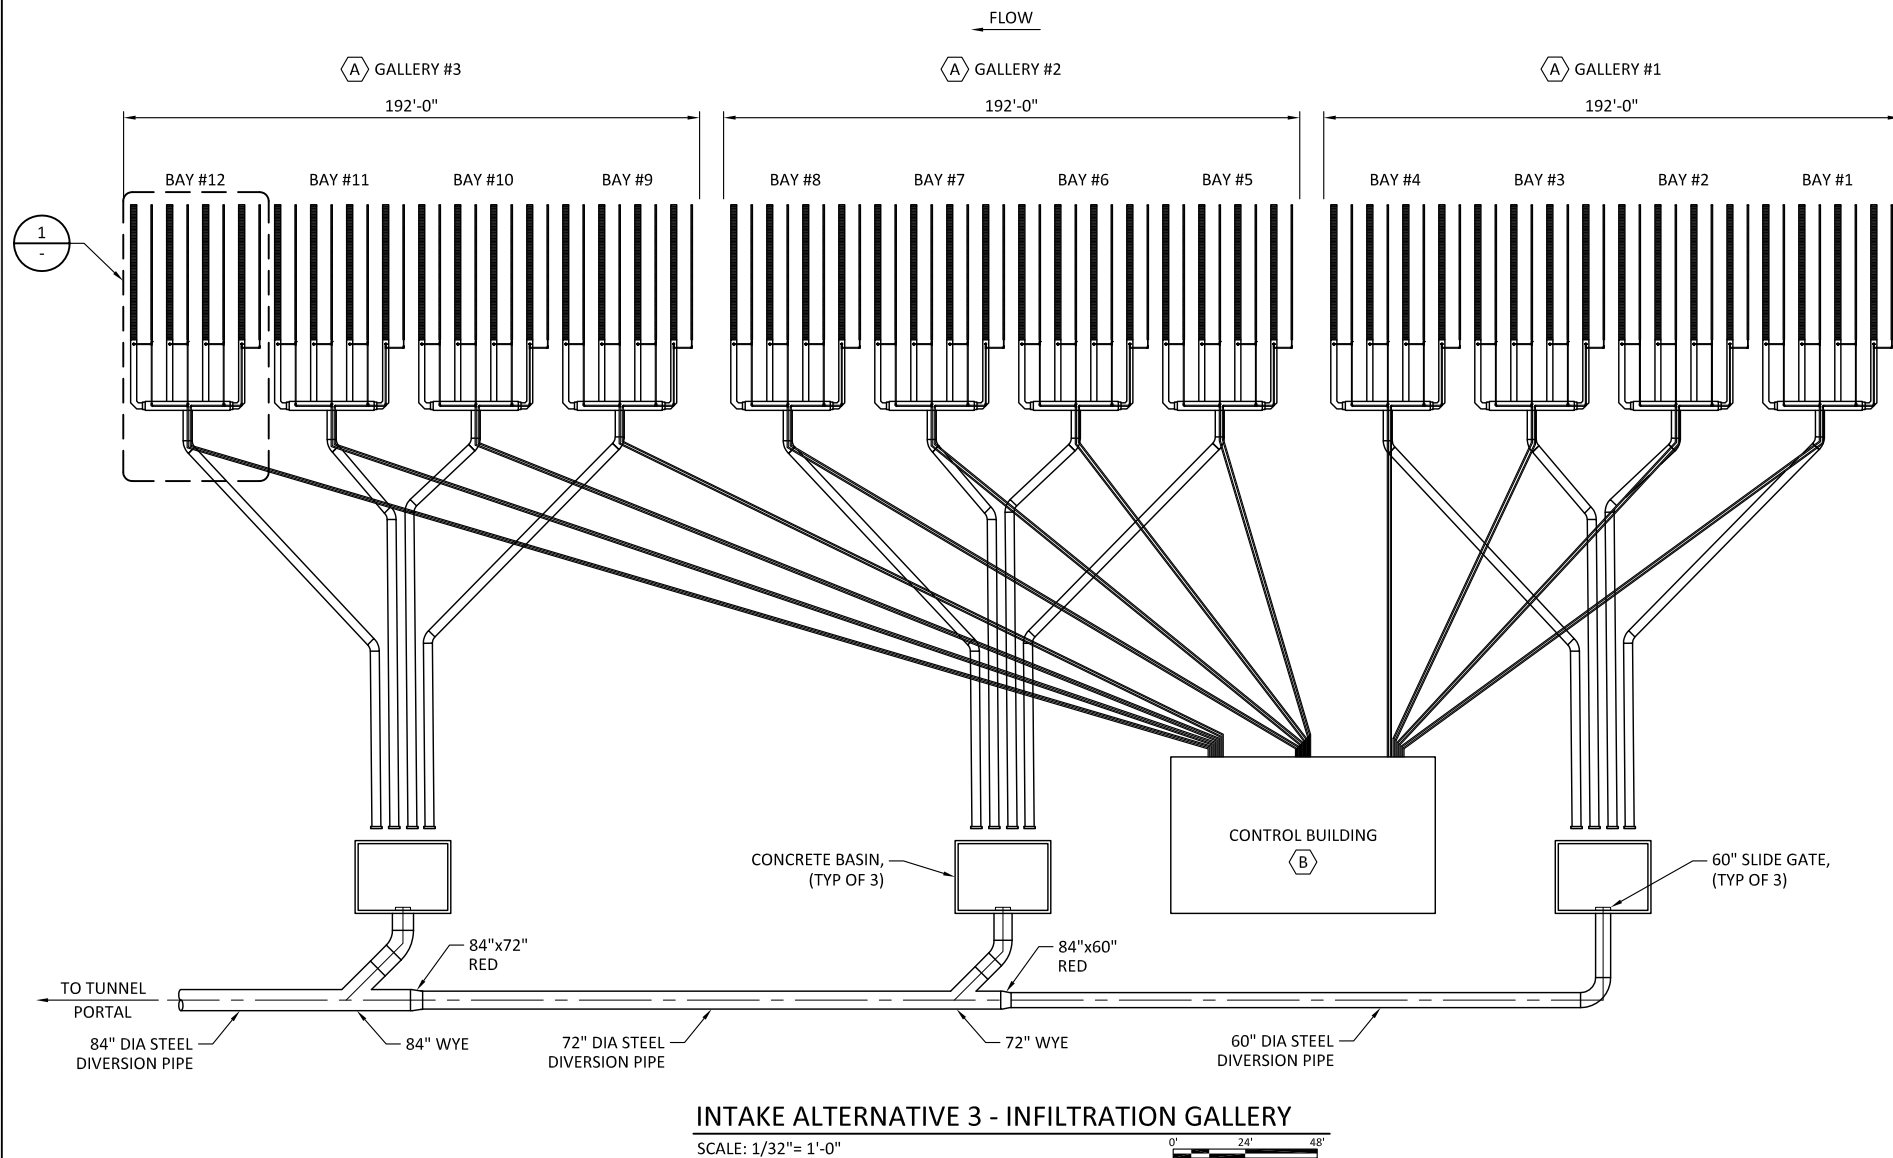 FLOW
A GALLERY #3
A GALLERY #2
A GALLERY #1
192'-0"
192'-0"
192'-0"
BAY #12
BAY #11
BAY #10
BAY #9
BAY #8
BAY #7
BAY #6
BAY #5
BAY #4
BAY #3
BAY #2
BAY #1
1
-
CONTROL BUILDING
B
CONCRETE BASIN,
(TYP OF 3)
60" SLIDE GATE,
(TYP OF 3)
84"x72"
RED
84"x60"
RED
TO TUNNEL
PORTAL
84" DIA STEEL
DIVERSION PIPE
84" WYE
72" DIA STEEL
DIVERSION PIPE
72" WYE
60" DIA STEEL
DIVERSION PIPE
INTAKE ALTERNATIVE 3 - INFILTRATION GALLERY
SCALE: 1/32"= 1'-0"
0' 24' 48'